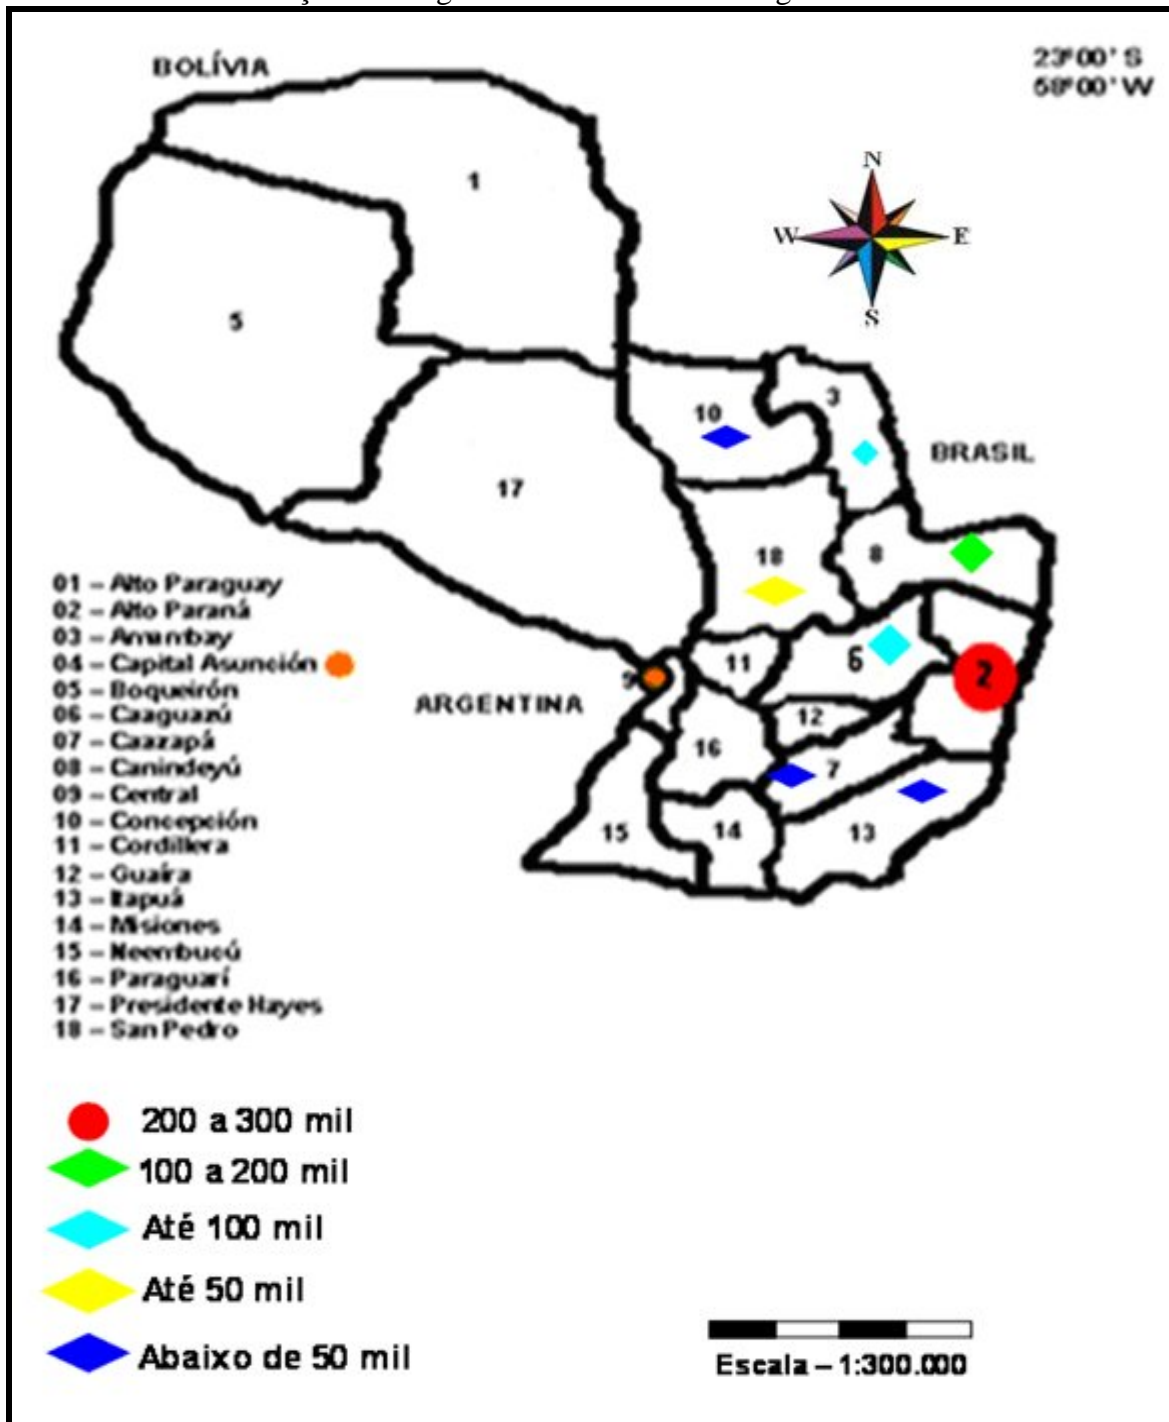 BOLÍVIA
23º00' S
58º00' W
N
W
E
S
1
5
3
10
BRASIL
17
18
8
01 – Alto Paraguay
02 – Alto Paraná
03 – Amambay
04 – Capital Asunción
05 – Boqueirón
06 – Caaguazú
07 – Caazapá
08 – Canindeyú
09 – Central
10 – Concepción
11 – Cordillera
12 – Guaíra
13 – Itapuá
14 – Misiones
15 – Neembucú
16 – Paraguarí
17 – Presidente Hayes
18 – San Pedro
11
6
2
9
ARGENTINA
12
16
7
15
14
13
200 a 300 mil
100 a 200 mil
Até 100 mil
Até 50 mil
Abaixo de 50 mil
Escala – 1:300.000